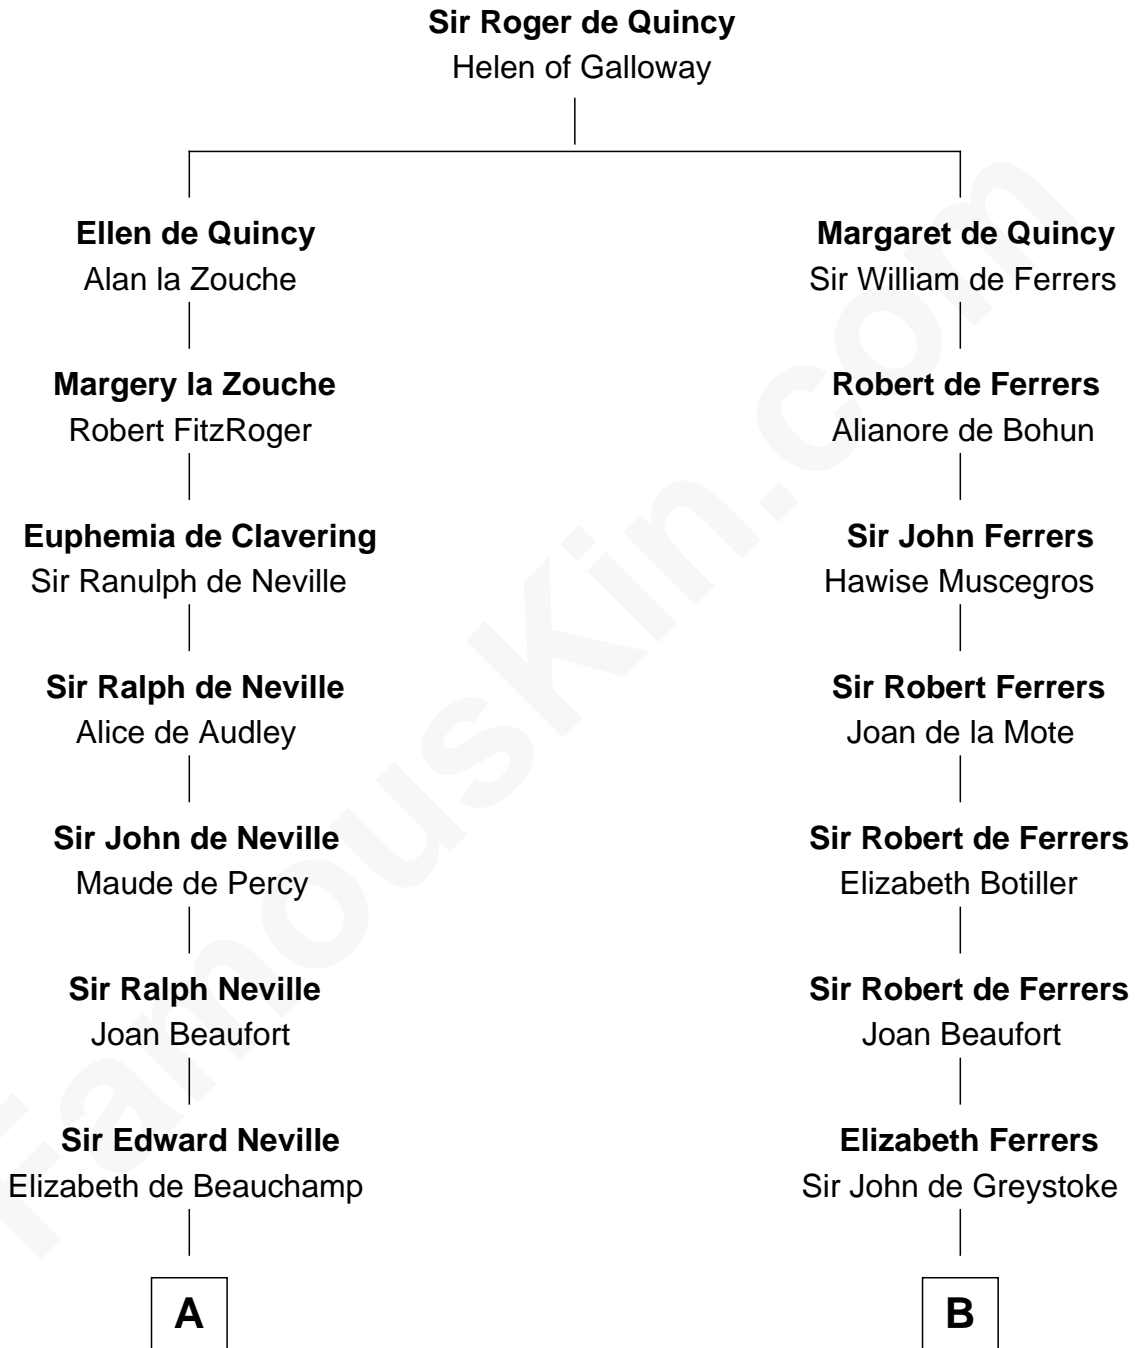 Sir Roger de Quincy
Helen of Galloway
Ellen de Quincy
Alan la Zouche
Margaret de Quincy
Sir William de Ferrers
Margery la Zouche
Robert FitzRoger
Robert de Ferrers
Alianore de Bohun
Euphemia de Clavering
Sir Ranulph de Neville
Sir John Ferrers
Hawise Muscegros
Sir Ralph de Neville
Alice de Audley
Sir Robert Ferrers
Joan de la Mote
Sir John de Neville
Maude de Percy
Sir Robert de Ferrers
Elizabeth Botiller
Sir Ralph Neville
Joan Beaufort
Sir Robert de Ferrers
Joan Beaufort
Sir Edward Neville
Elizabeth de Beauchamp
Elizabeth Ferrers
Sir John de Greystoke
A
B
FamousKin.com